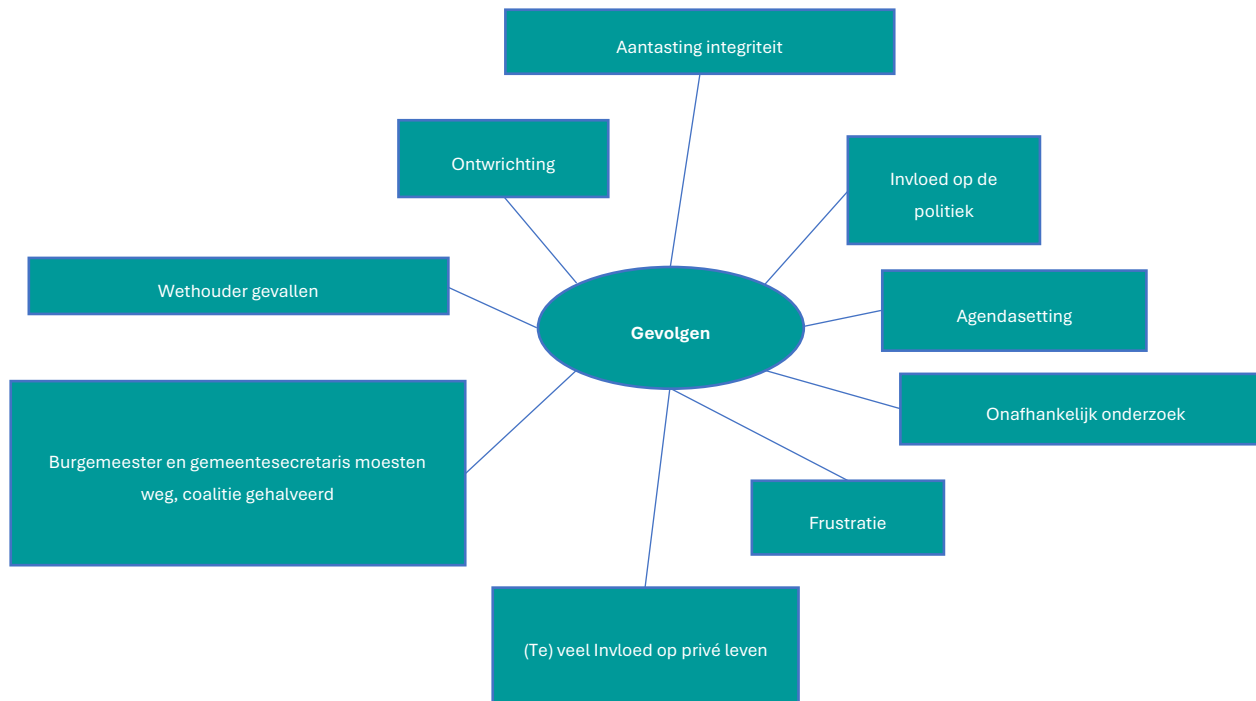 Aantasting integriteit
Ontwrichting
Invloed op de
politiek
Wethouder gevallen
Agendasetting
Gevolgen
Onafhankelijk onderzoek
Burgemeester en gemeentesecretaris moesten
weg, coalitie gehalveerd
Frustratie
(Te) veel Invloed op privé leven